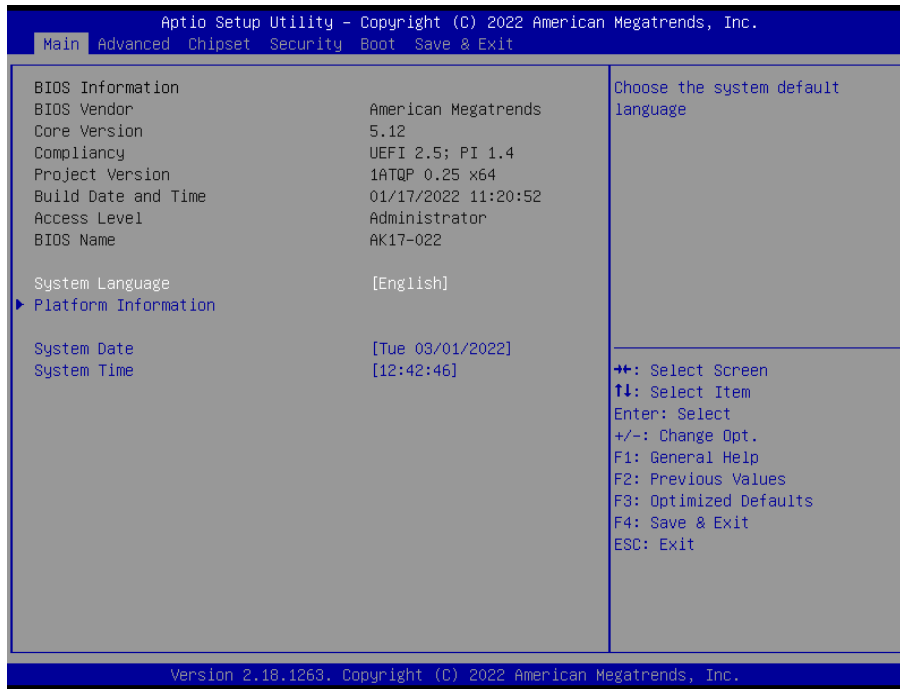 Aptio Setup Utility – Copyright (C) 2022 American Megatrends, Inc.
Main Advanced Chipset Security Boot Save & Exit
BIOS Information
BIOS Vendor American Megatrends
Core Version 5.12
Compliancy UEFI 2.5; PI 1.4
Project Version 1ATQP 0.25 x64
Build Date and Time 01/17/2022 11:20:52
Access Level Administrator
BIOS Name AK17-022
System Language [English]
Platform Information
System Date [Tue 03/01/2022]
System Time [12:42:46]
Choose the system default
language
→←: Select Screen
↑↓: Select Item
Enter: Select
+/-: Change Opt.
F1: General Help
F2: Previous Values
F3: Optimized Defaults
F4: Save & Exit
ESC: Exit
Version 2.18.1263. Copyright (C) 2022 American Megatrends, Inc.